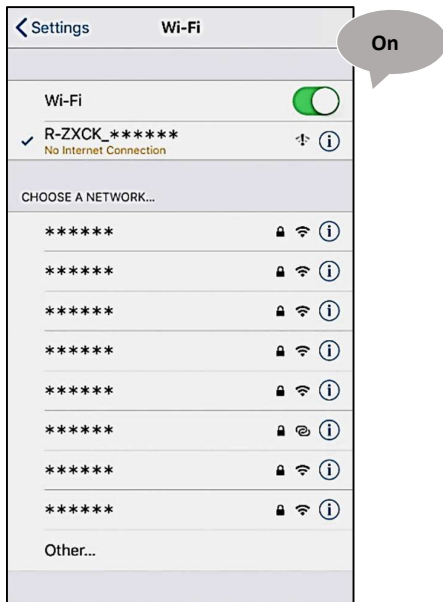 Settings Wi-Fi
On
Wi-Fi
R-ZXCK_******
No Internet Connection
CHOOSE A NETWORK...
******
******
******
******
******
******
******
******
Other...